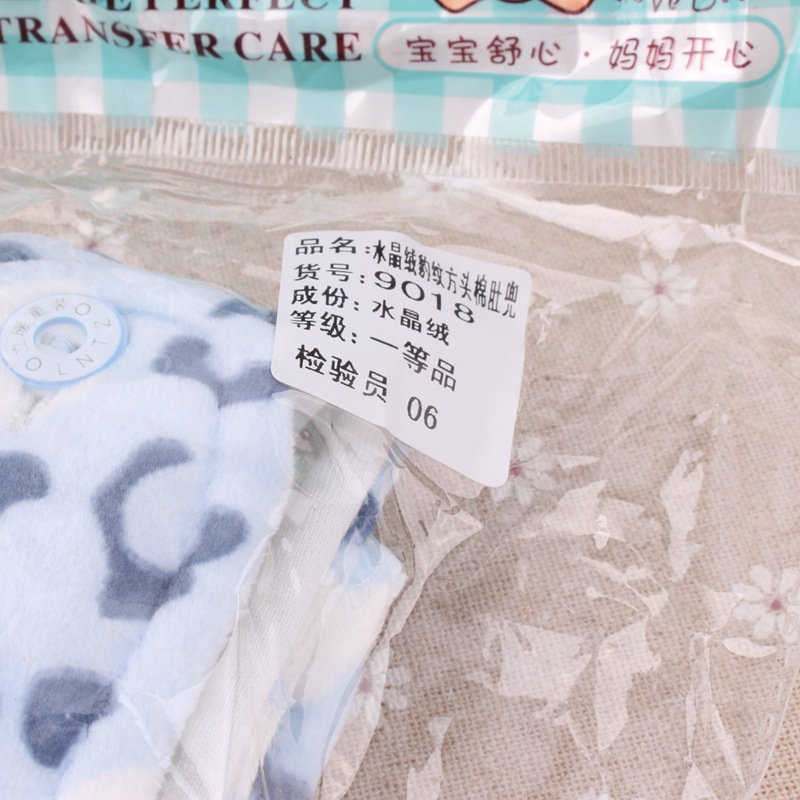 PERFECT
TRANSFER CARE
宝宝舒心·妈妈开心
品名:水晶绒豹纹方头棉肚兜
货号:9018
成份:水晶绒
等级:一等品
检验员 06
OLNTZ